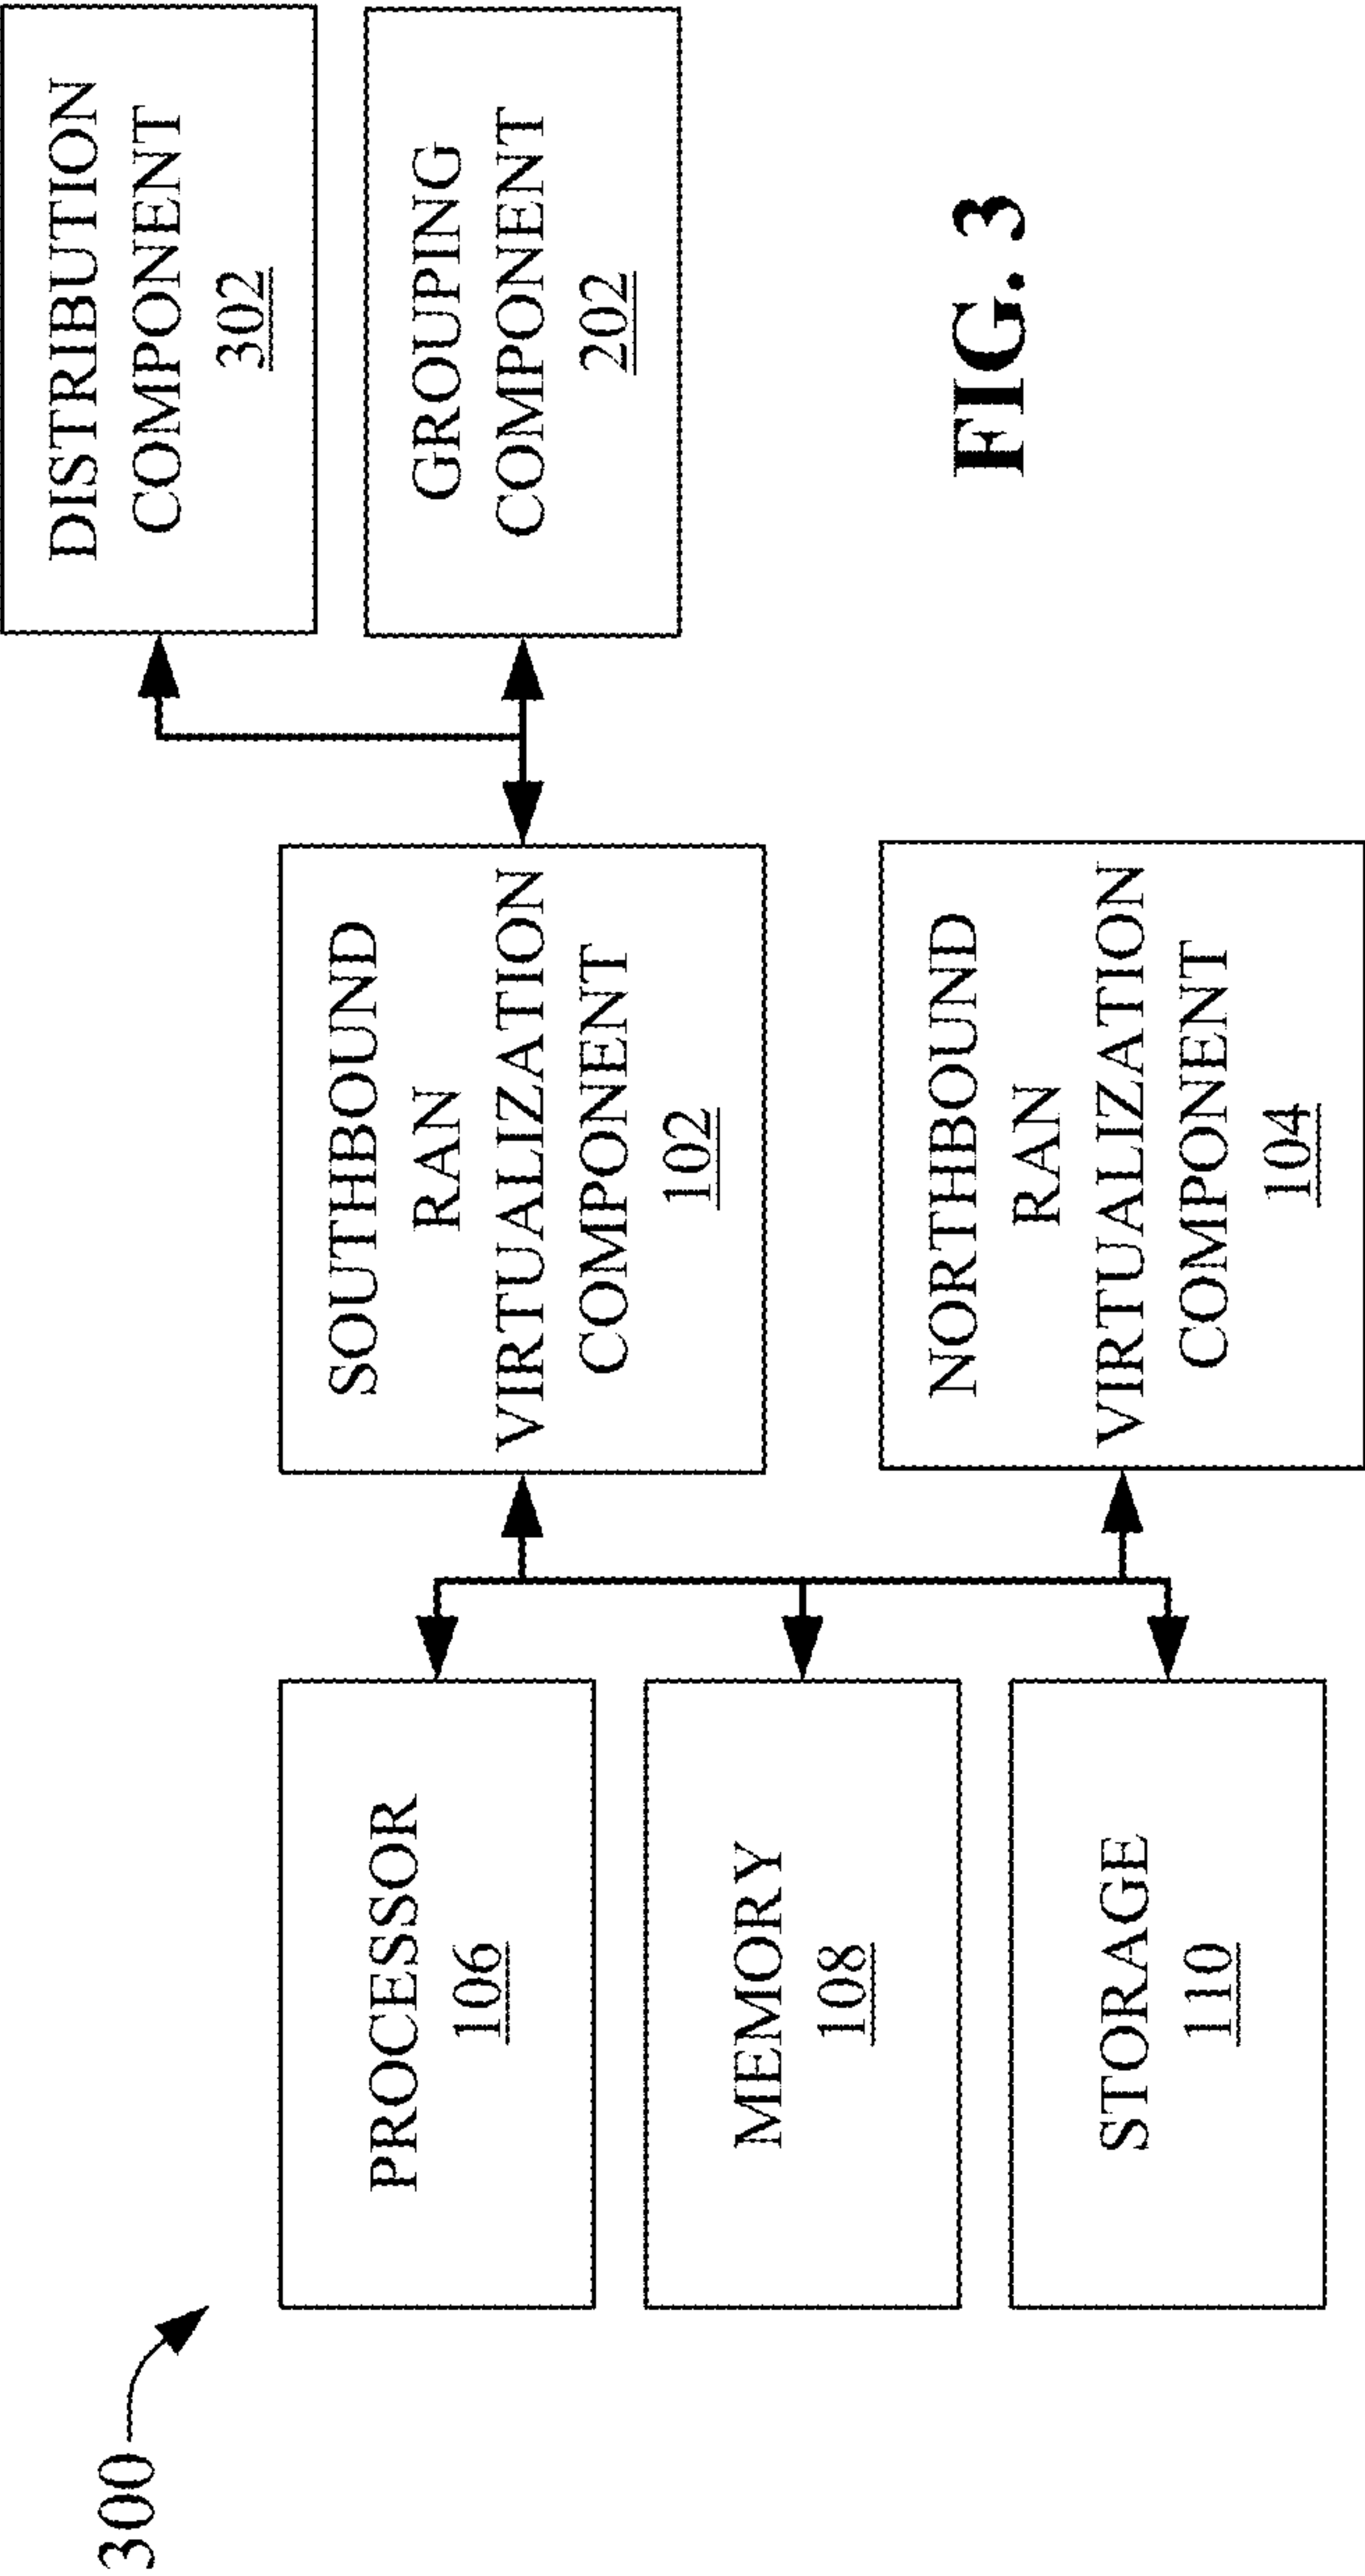 300
PROCESSOR
106
MEMORY
108
STORAGE
110
SOUTHBOUND
RAN
VIRTUALIZATION
COMPONENT
102
NORTHBOUND
RAN
VIRTUALIZATION
COMPONENT
104
DISTRIBUTION
COMPONENT
302
GROUPING
COMPONENT
202
FIG. 3